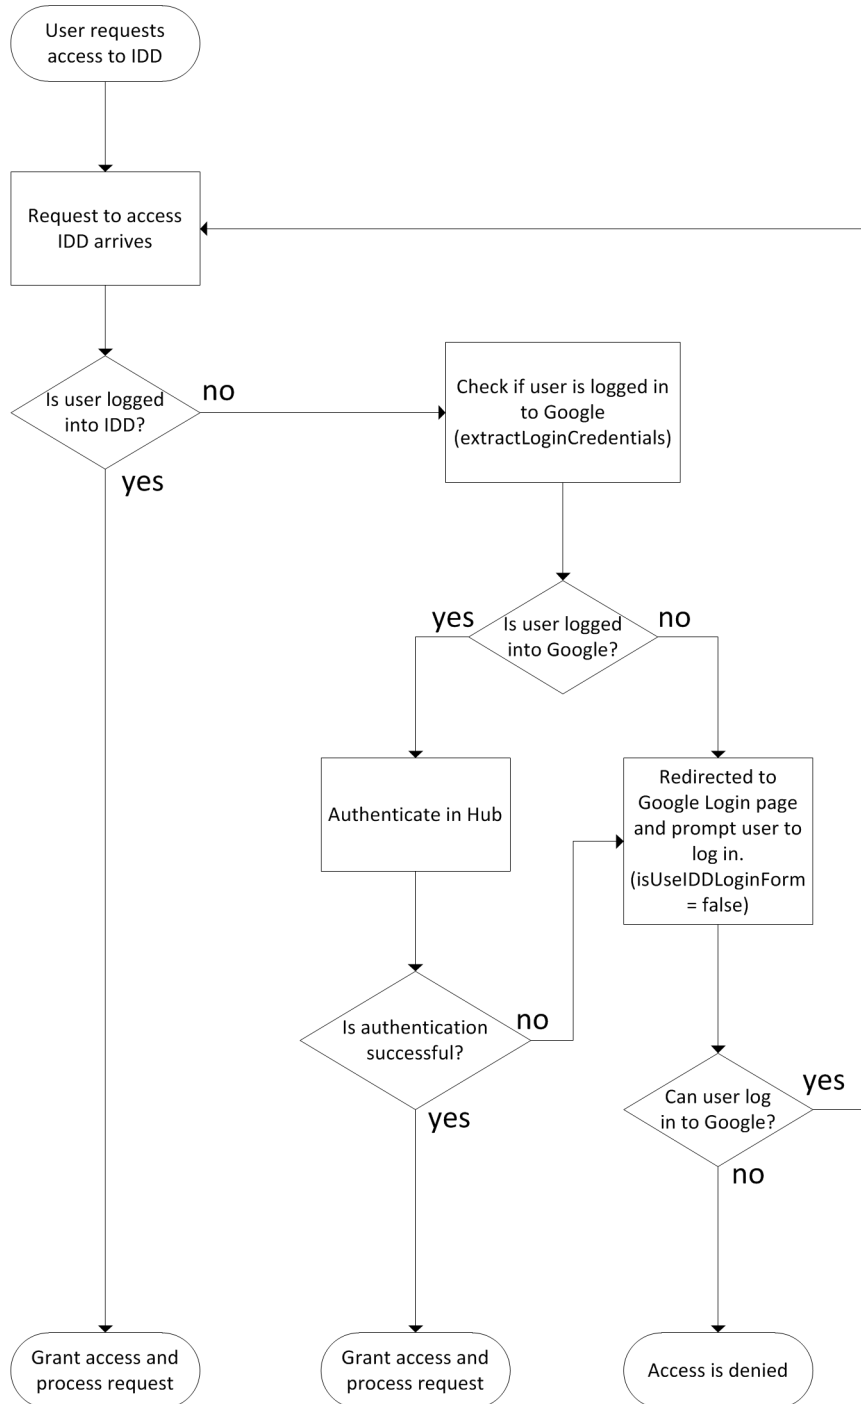 User requests
access to IDD
Request to access
IDD arrives
Is user logged
into IDD?
no
yes
Check if user is logged in
to Google
(extractLoginCredentials)
Is user logged
into Google?
yes
no
Authenticate in Hub
Redirected to
Google Login page
and prompt user to
log in.
(isUseIDDLoginForm
= false)
Is authentication
successful?
no
yes
Can user log
in to Google?
yes
no
Grant access and
process request
Grant access and
process request
Access is denied